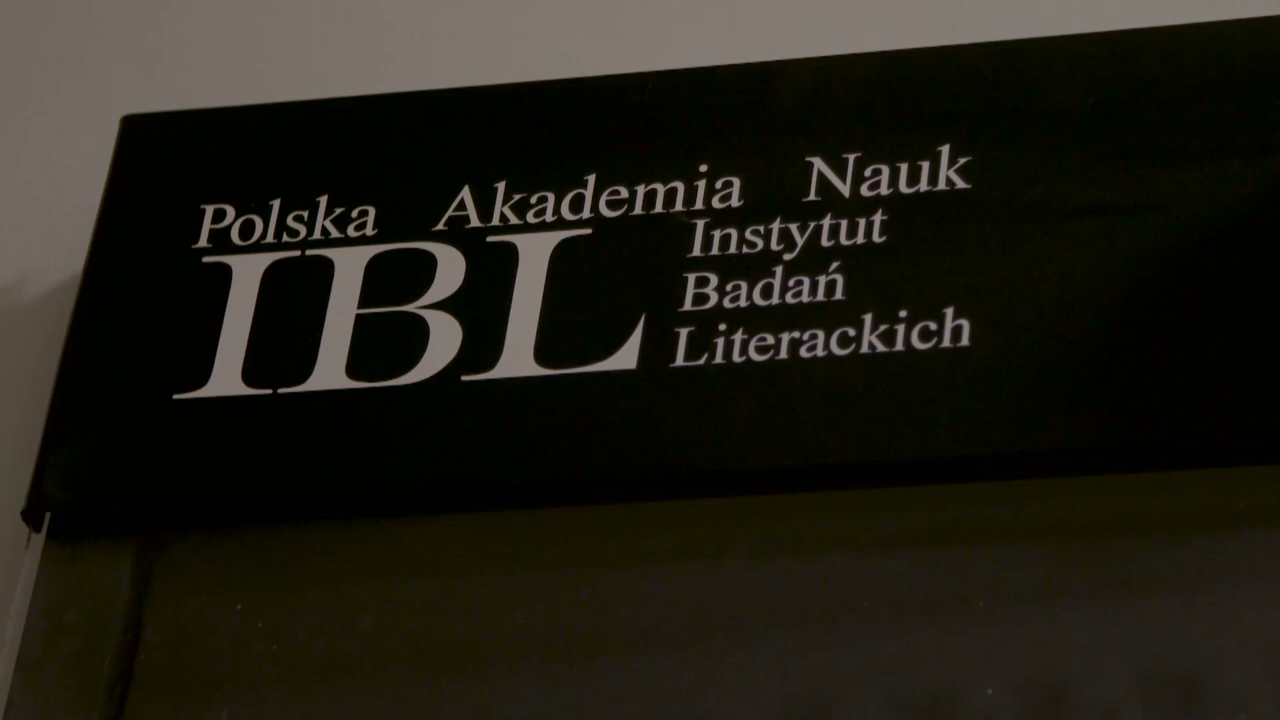 Polska Akademia Nauk
IBL
Instytut
Badań
Literackich